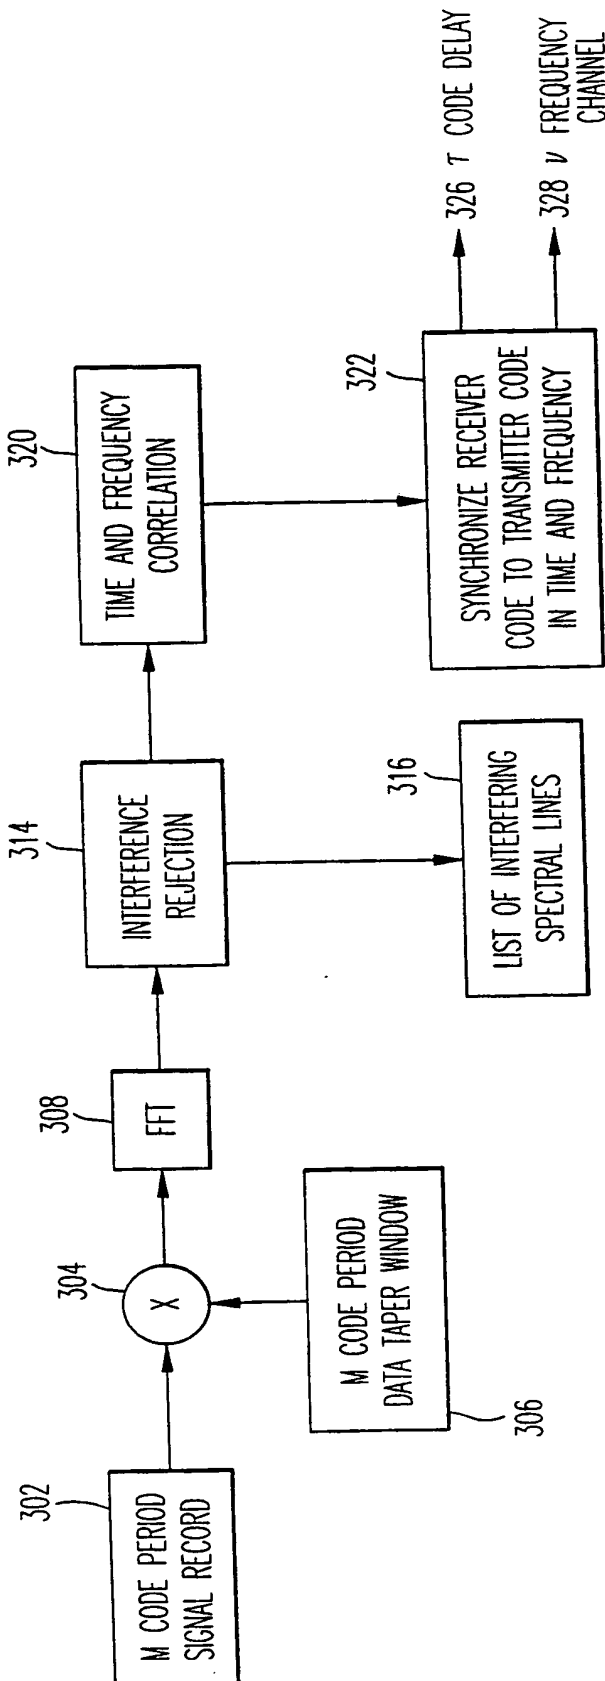 302
M CODE PERIOD
SIGNAL RECORD
304
X
M CODE PERIOD
DATA TAPER WINDOW
306
308
FFT
314
INTERFERENCE
REJECTION
316
LIST OF INTERFERING
SPECTRAL LINES
320
TIME AND FREQUENCY
CORRELATION
322
SYNCHRONIZE RECEIVER
CODE TO TRANSMITTER CODE
IN TIME AND FREQUENCY
326 τ CODE DELAY
328 ν FREQUENCY
CHANNEL